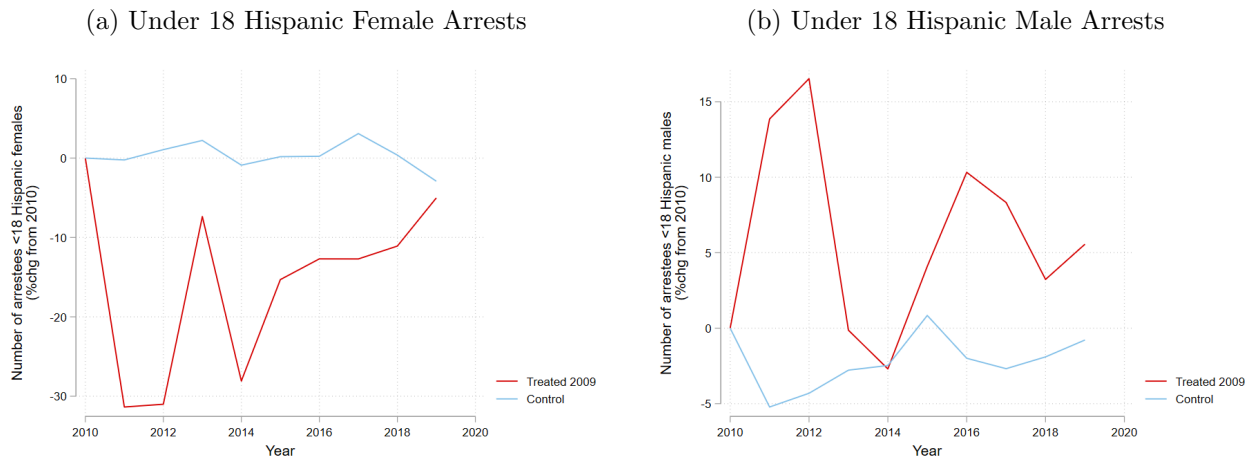 (a) Under 18 Hispanic Female Arrests
Number of arrestees <18 Hispanic females
(%chg from 2010)
10
0
-10
-20
-30
2010 2012 2014 2016 2018 2020
Year
Treated 2009
Control
(b) Under 18 Hispanic Male Arrests
Number of arrestees <18 Hispanic males
(%chg from 2010)
15
10
5
0
-5
2010 2012 2014 2016 2018 2020
Year
Treated 2009
Control